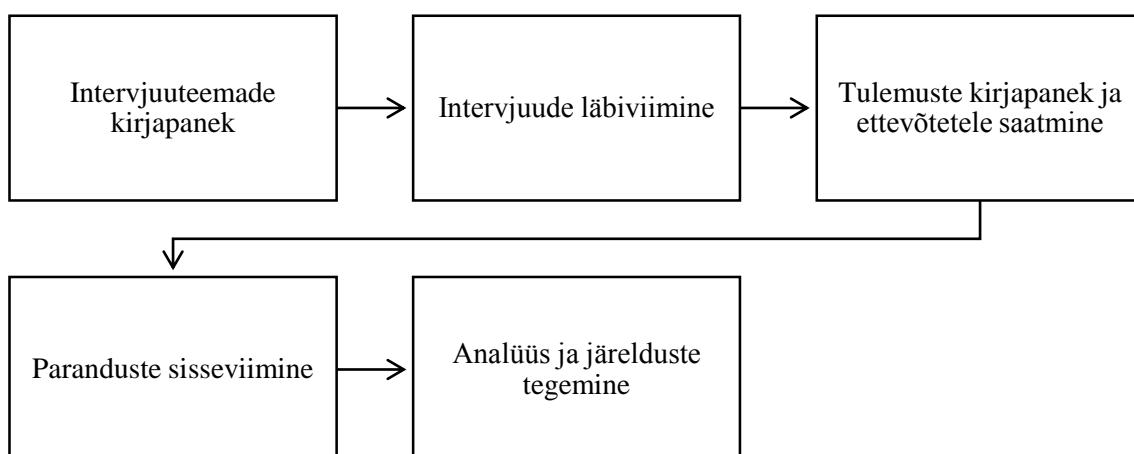 Intervjuuteemade
kirjapanek
Intervjuude läbiviimine
Tulemuste kirjapanek ja
ettevõtetele saatmine
Paranduste sisseviimine
Analüüs ja järelduste
tegemine